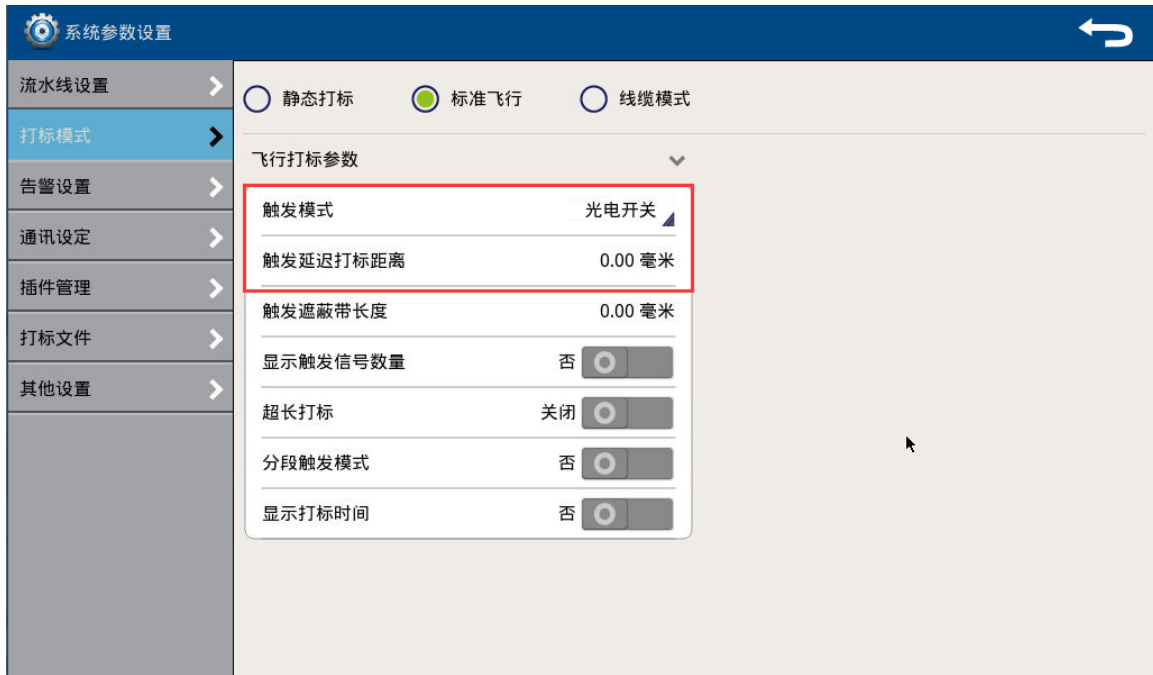 系统参数设置
流水线设置
打标模式
告警设置
通讯设定
插件管理
打标文件
其他设置
静态打标 标准飞行 线缆模式
飞行打标参数
触发模式 光电开关
触发延迟打标距离 0.00 毫米
触发遮蔽带长度 0.00 毫米
显示触发信号数量 否
超长打标 关闭
分段触发模式 否
显示打标时间 否